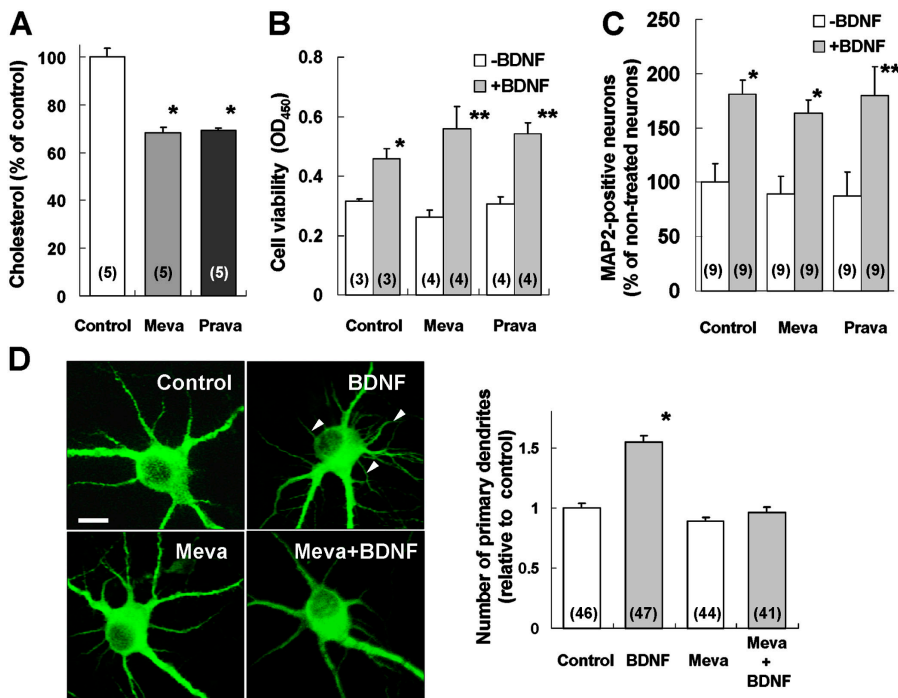 A
Cholesterol (% of control)
100
80
60
40
20
0
(5)
(5)
(5)
Control
Meva
Prava
*
*
B
Cell viability (OD450)
0.8
0.6
0.4
0.2
0
-BDNF
+BDNF
*
**
**
(3)
(3)
(4)
(4)
(4)
(4)
Control
Meva
Prava
C
MAP2-positive neurons
(% of non-treated neurons)
250
200
150
100
50
0
-BDNF
+BDNF
*
*
**
(9)
(9)
(9)
(9)
(9)
(9)
Control
Meva
Prava
D
Control
BDNF
Meva
Meva+BDNF
Number of primary dendrites
(relative to control)
1.5
1
0.5
0
*
(46)
(47)
(44)
(41)
Control
BDNF
Meva
Meva
+
BDNF